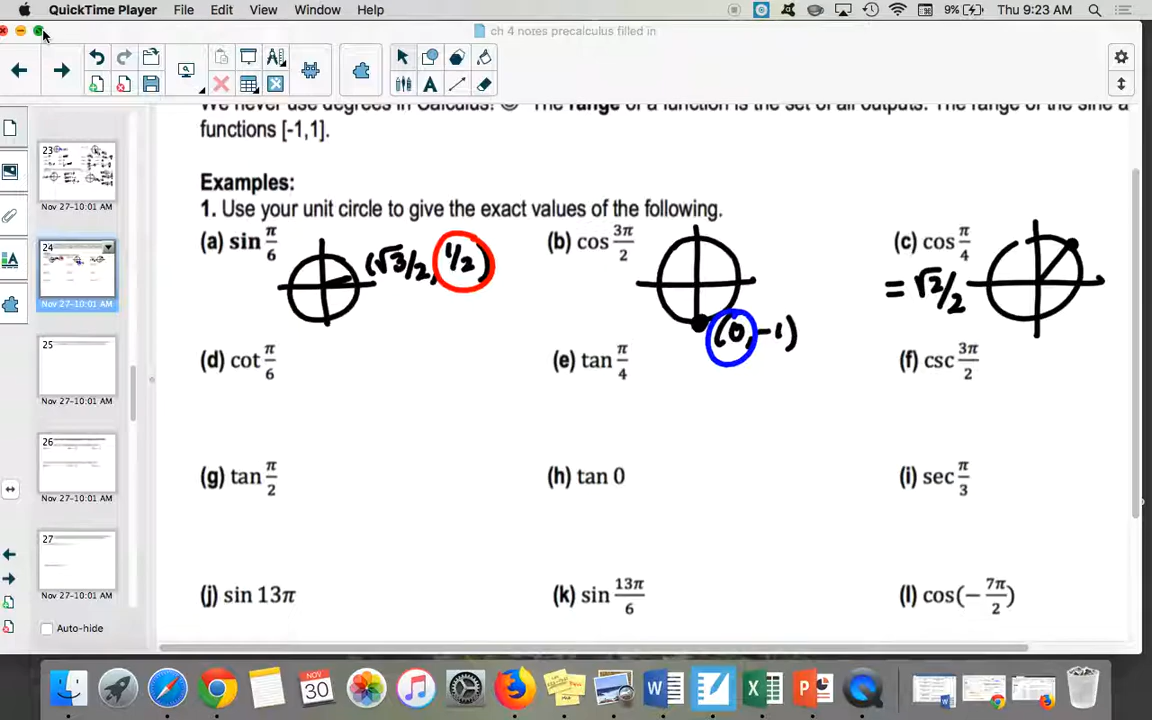 QuickTime Player File Edit View Window Help 9% Thu 9:23 AM
ch 4 notes precalculus filled in
We never use degrees in Calculus! ☺ The range of a function is the set of all outputs. The range of the sine a
functions [-1,1].
Examples:
1. Use your unit circle to give the exact values of the following.
(a) sin π/6 (√3/2, 1/2)
(b) cos 3π/2 (0, -1)
(c) cos π/4 = √2/2
(d) cot π/6
(e) tan π/4
(f) csc 3π/2
(g) tan π/2
(h) tan 0
(i) sec π/3
(j) sin 13π
(k) sin 13π/6
(l) cos(− 7π/2)
23
Nov 27–10:01 AM
24
Nov 27–10:01 AM
25
Nov 27–10:01 AM
26
Nov 27–10:01 AM
27
Nov 27–10:01 AM
Auto-hide
NOV
30